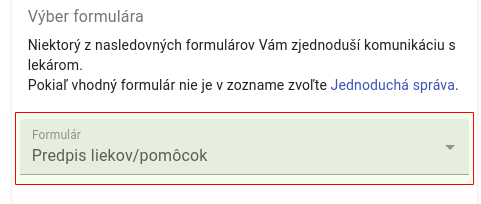 Výber formulára
Niektorý z nasledovných formulárov Vám zjednoduší komunikáciu s
lekárom.
Pokiaľ vhodný formulár nie je v zozname zvoľte Jednoduchá správa.
Formulár
Predpis liekov/pomôcok